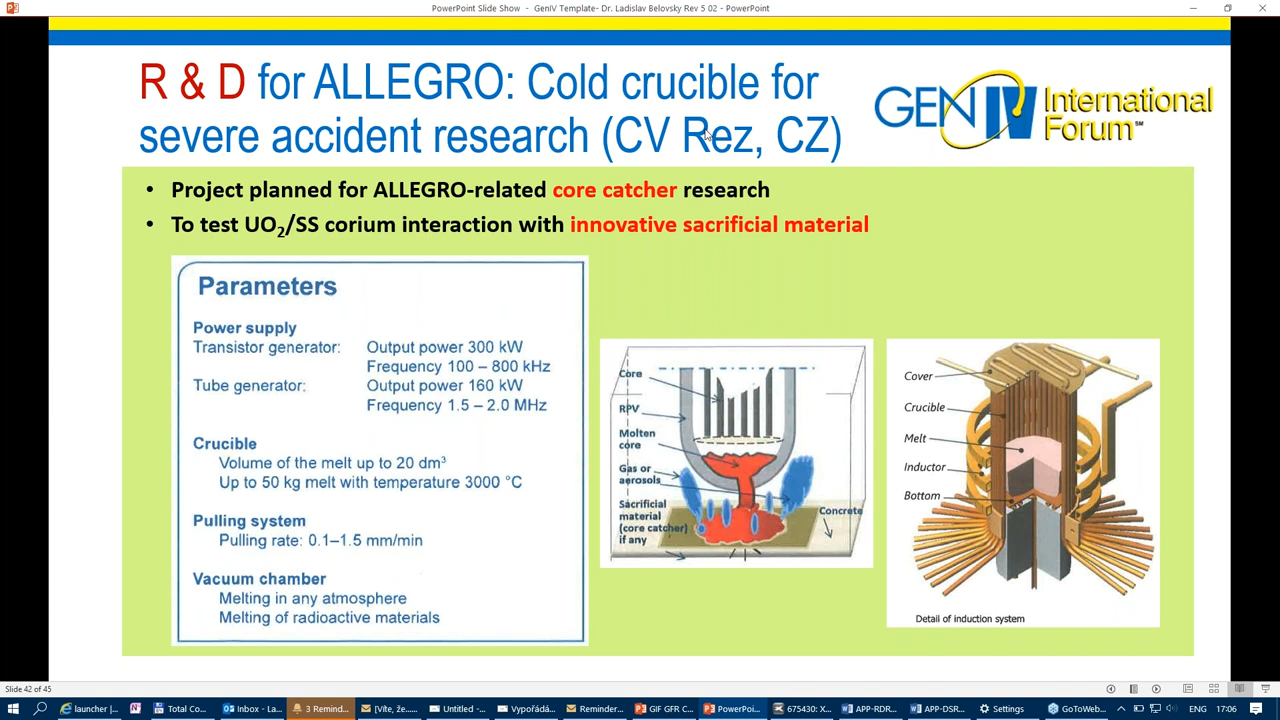 PowerPoint Slide Show - GenIV Template- Dr. Ladislav Belovsky Rev 5 02 - PowerPoint
R & D for ALLEGRO: Cold crucible for
severe accident research (CV Rez, CZ)
GEN IV International
Forum℠
• Project planned for ALLEGRO-related core catcher research
• To test UO₂/SS corium interaction with innovative sacrificial material
Parameters
Power supply
Transistor generator: Output power 300 kW
Frequency 100 – 800 kHz
Tube generator: Output power 160 kW
Frequency 1.5 – 2.0 MHz
Crucible
Volume of the melt up to 20 dm³
Up to 50 kg melt with temperature 3000 °C
Pulling system
Pulling rate: 0.1–1.5 mm/min
Vacuum chamber
Melting in any atmosphere
Melting of radioactive materials
Core
RPV
Molten
core
Gas or
aerosols
Sacrificial
material
(core catcher)
if any
Concrete
Cover
Crucible
Melt
Inductor
Bottom
Detail of induction system
Slide 42 of 45
launcher |...
Total Co...
Inbox - La...
3 Remind...
[Víte, že....
Untitled -...
Vypořádá...
Reminder...
GIF GFR C...
PowerPoi...
675430: X...
APP-RDR...
APP-DSR...
Settings
GoToWeb...
ENG
17:06